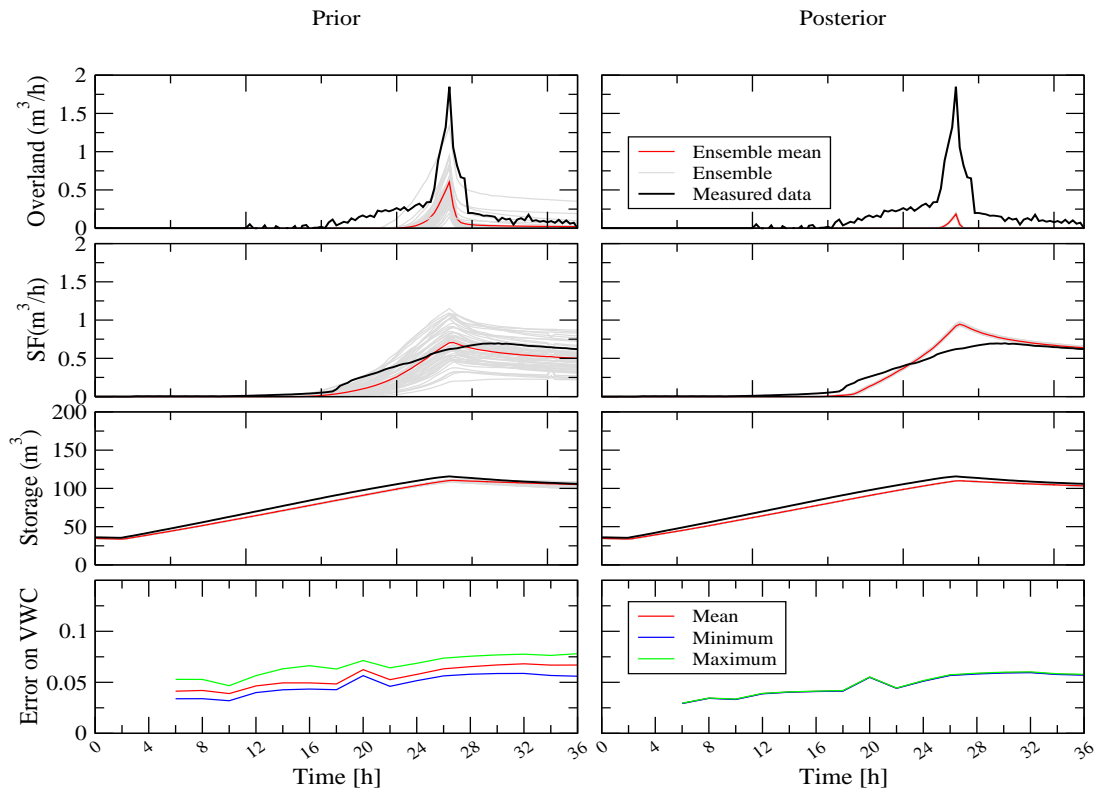 Prior Posterior
Overland (m³/h)
2
1.5
1
0.5
0
Ensemble mean
Ensemble
Measured data
SF(m³/h)
2
1.5
1
0.5
0
Storage (m³)
200
150
100
50
0
Error on VWC
0.1
0.05
0
Mean
Minimum
Maximum
0 4 8 12 16 20 24 28 32 36
0 4 8 12 16 20 24 28 32 36
Time [h] Time [h]